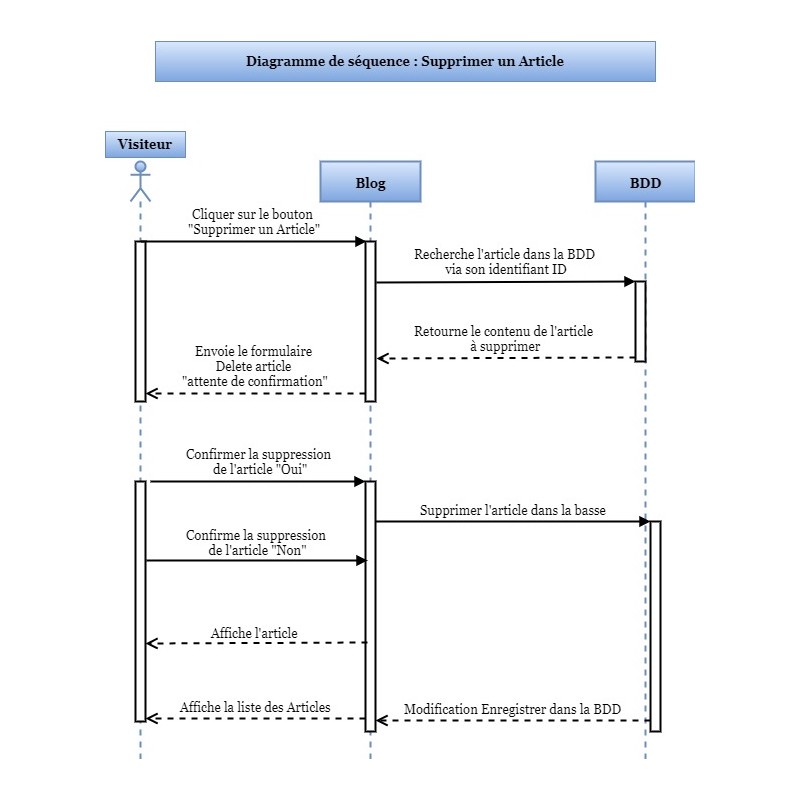 Diagramme de séquence : Supprimer un Article
Visiteur
Blog
BDD
Cliquer sur le bouton
"Supprimer un Article"
Recherche l'article dans la BDD
via son identifiant ID
Retourne le contenu de l'article
à supprimer
Envoie le formulaire
Delete article
"attente de confirmation"
Confirmer la suppression
de l'article "Oui"
Supprimer l'article dans la basse
Confirme la suppression
de l'article "Non"
Affiche l'article
Affiche la liste des Articles
Modification Enregistrer dans la BDD